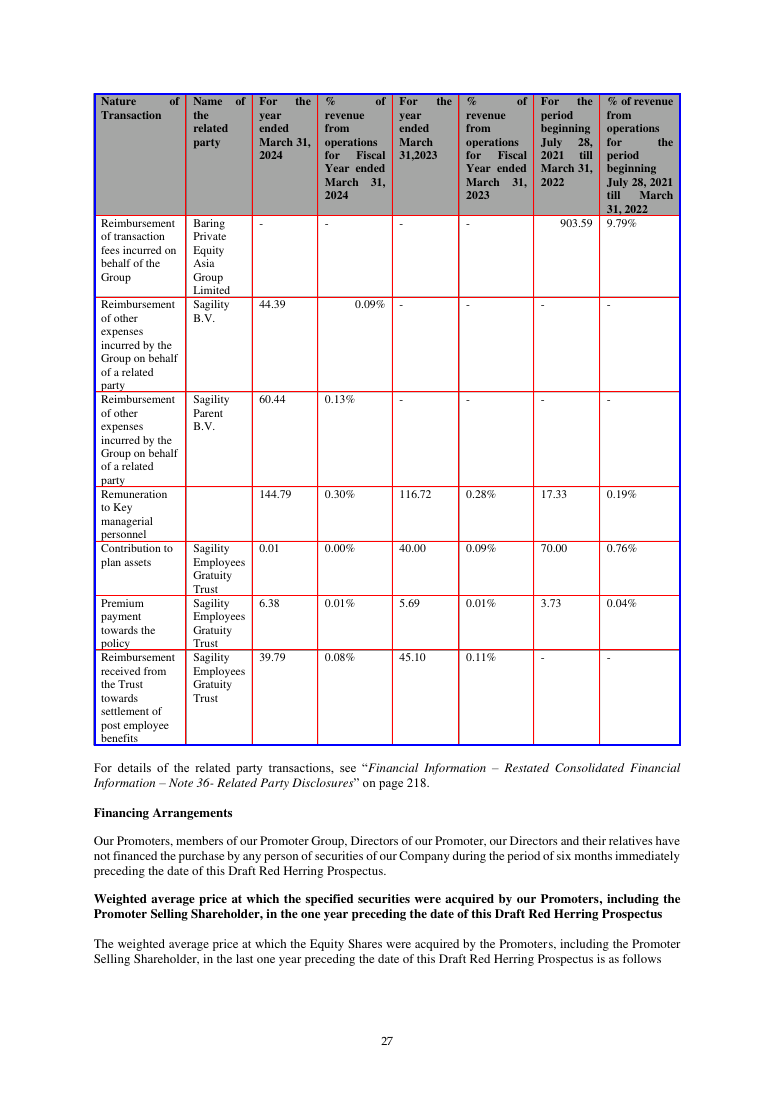 Nature of Transaction | Name of the related party | For the year ended March 31, 2024 | % of revenue from operations for Fiscal Year ended March 31, 2024 | For the year ended March 31,2023 | % of revenue from operations for Fiscal Year ended March 31, 2023 | For the period beginning July 28, 2021 till March 31, 2022 | % of revenue from operations for the period beginning July 28, 2021 till March 31, 2022
Reimbursement of transaction fees incurred on behalf of the Group | Baring Private Equity Asia Group Limited | - | - | - | - | 903.59 | 9.79%
Reimbursement of other expenses incurred by the Group on behalf of a related party | Sagility B.V. | 44.39 | 0.09% | - | - | - | -
Reimbursement of other expenses incurred by the Group on behalf of a related party | Sagility Parent B.V. | 60.44 | 0.13% | - | - | - | -
Remuneration to Key managerial personnel | | 144.79 | 0.30% | 116.72 | 0.28% | 17.33 | 0.19%
Contribution to plan assets | Sagility Employees Gratuity Trust | 0.01 | 0.00% | 40.00 | 0.09% | 70.00 | 0.76%
Premium payment towards the policy | Sagility Employees Gratuity Trust | 6.38 | 0.01% | 5.69 | 0.01% | 3.73 | 0.04%
Reimbursement received from the Trust towards settlement of post employee benefits | Sagility Employees Gratuity Trust | 39.79 | 0.08% | 45.10 | 0.11% | - | -
For details of the related party transactions, see “Financial Information – Restated Consolidated Financial
Information – Note 36- Related Party Disclosures” on page 218.
Financing Arrangements
Our Promoters, members of our Promoter Group, Directors of our Promoter, our Directors and their relatives have
not financed the purchase by any person of securities of our Company during the period of six months immediately
preceding the date of this Draft Red Herring Prospectus.
Weighted average price at which the specified securities were acquired by our Promoters, including the
Promoter Selling Shareholder, in the one year preceding the date of this Draft Red Herring Prospectus
The weighted average price at which the Equity Shares were acquired by the Promoters, including the Promoter
Selling Shareholder, in the last one year preceding the date of this Draft Red Herring Prospectus is as follows
27